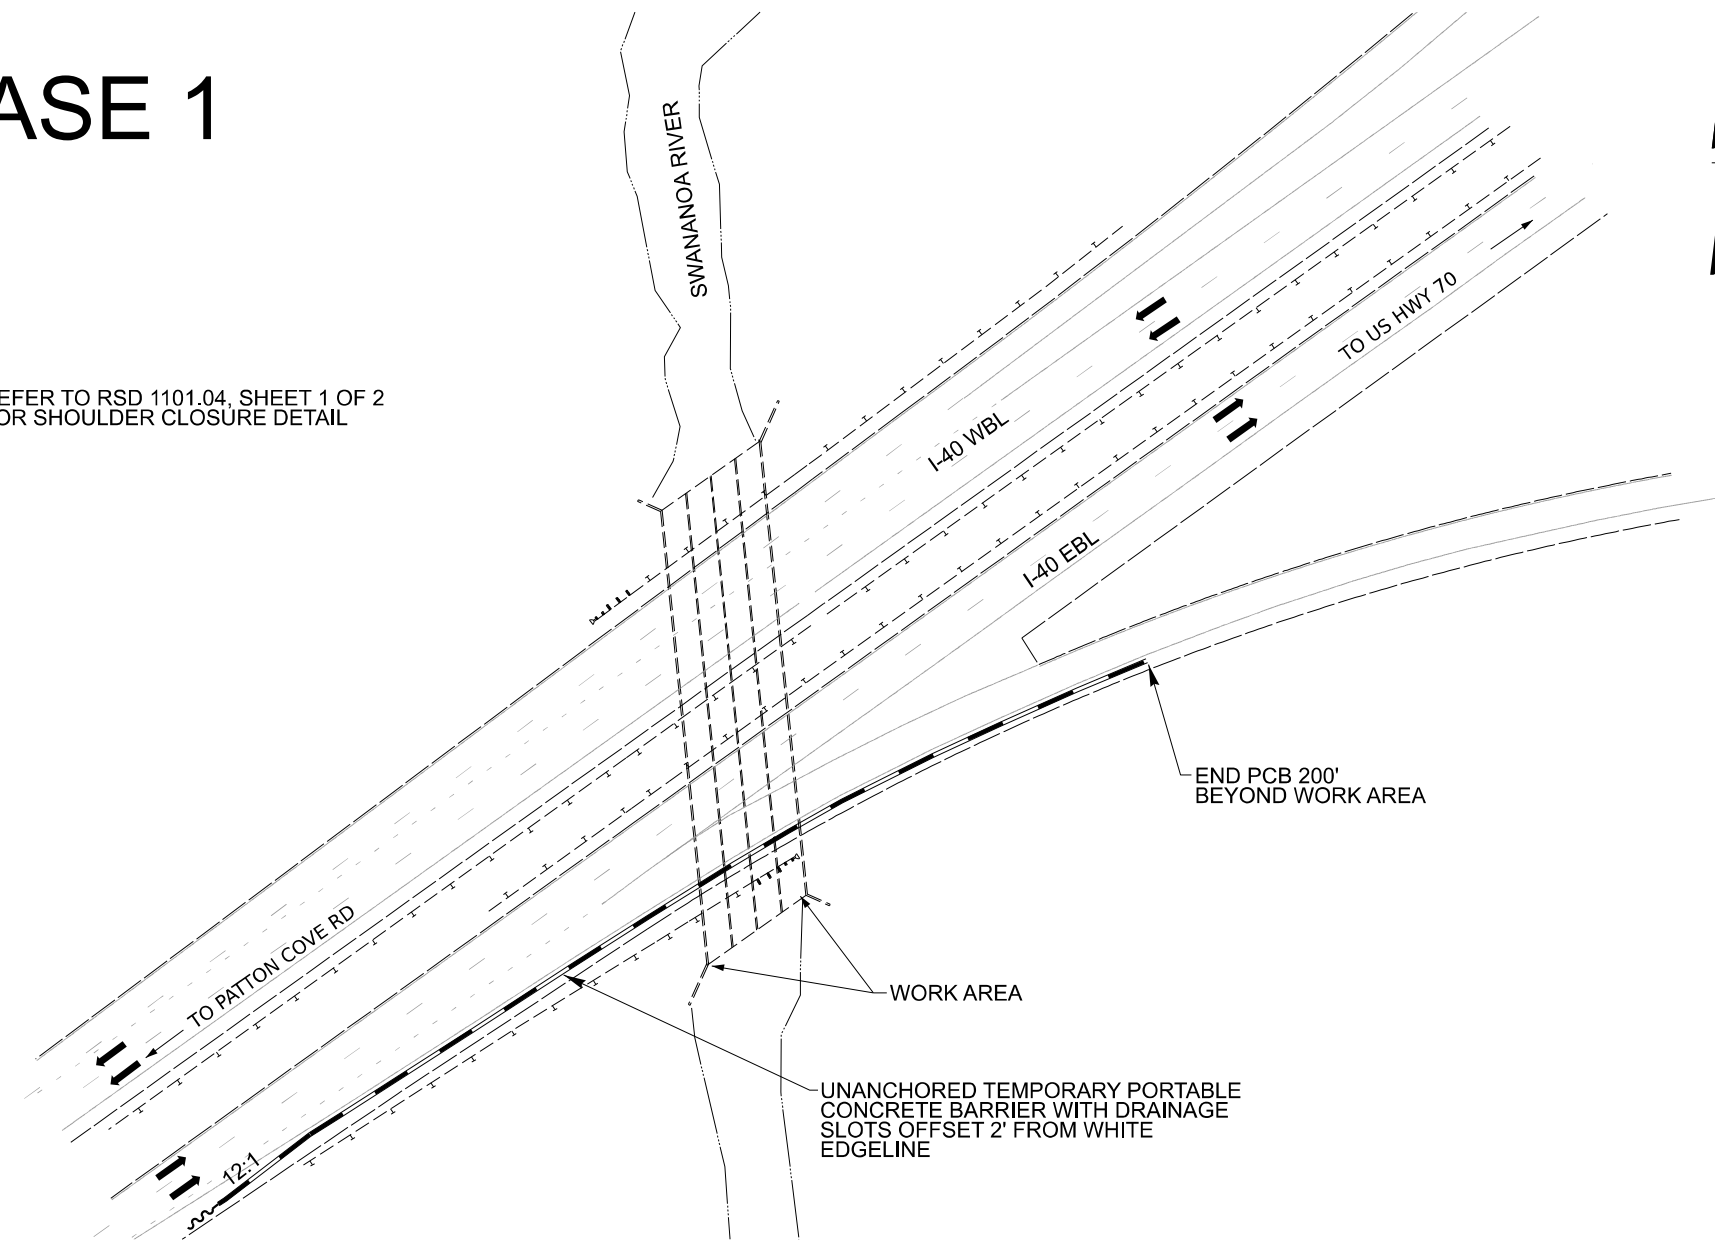 ASE 1
SWANANOA RIVER
EFER TO RSD 1101.04, SHEET 1 OF 2
OR SHOULDER CLOSURE DETAIL
TO US HWY 70
I-40 WBL
I-40 EBL
END PCB 200'
BEYOND WORK AREA
TO PATTON COVE RD
WORK AREA
UNANCHORED TEMPORARY PORTABLE
CONCRETE BARRIER WITH DRAINAGE
SLOTS OFFSET 2' FROM WHITE
EDGELINE
12:1